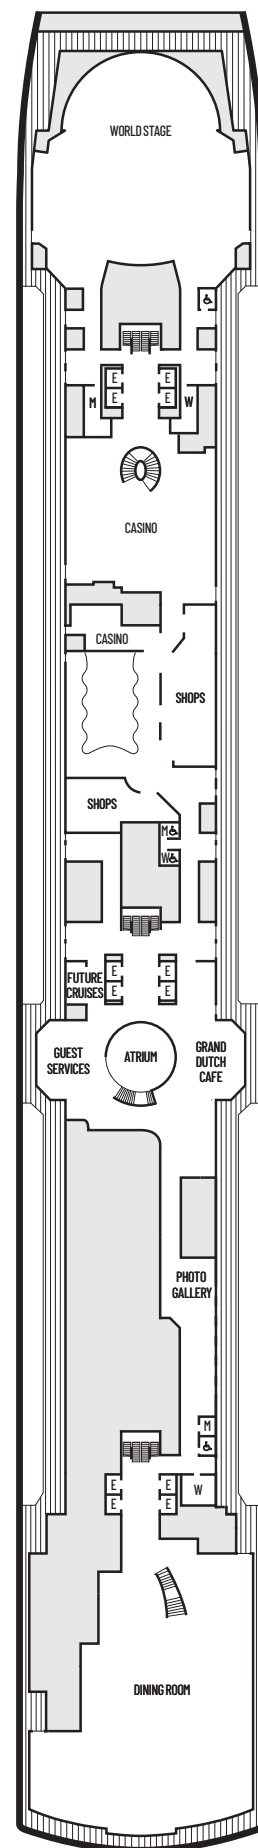 WORLD STAGE
E
E
E
E
M
W
CASINO
CASINO
SHOPS
SHOPS
M
W
FUTURE
CRUISES
E
E
E
E
GUEST
SERVICES
ATRIUM
GRAND
DUTCH
CAFE
PHOTO
GALLERY
M
W
E
E
E
E
DINING ROOM